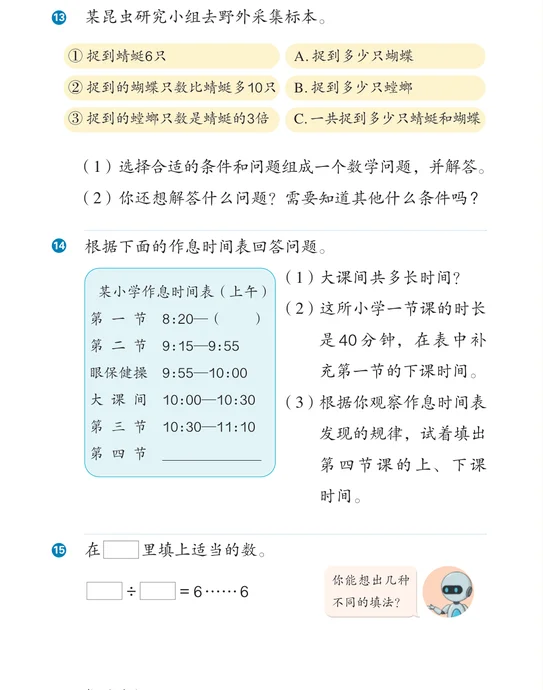 13 某昆虫研究小组去野外采集标本。
① 捉到蜻蜓6只 A. 捉到多少只蝴蝶
② 捉到的蝴蝶只数比蜻蜓多10只 B. 捉到多少只螳螂
③ 捉到的螳螂只数是蜻蜓的3倍 C. 一共捉到多少只蜻蜓和蝴蝶
（1）选择合适的条件和问题组成一个数学问题，并解答。
（2）你还想解答什么问题？需要知道其他什么条件吗？
14 根据下面的作息时间表回答问题。
某小学作息时间表（上午）
第一节 8:20—（ ）
第二节 9:15—9:55
眼保健操 9:55—10:00
大课间 10:00—10:30
第三节 10:30—11:10
第四节
（1）大课间共多长时间？
（2）这所小学一节课的时长
是40分钟，在表中补
充第一节的下课时间。
（3）根据你观察作息时间表
发现的规律，试着填出
第四节课的上、下课
时间。
15 在□里填上适当的数。
□÷□=6……6
你能想出几种
不同的填法？